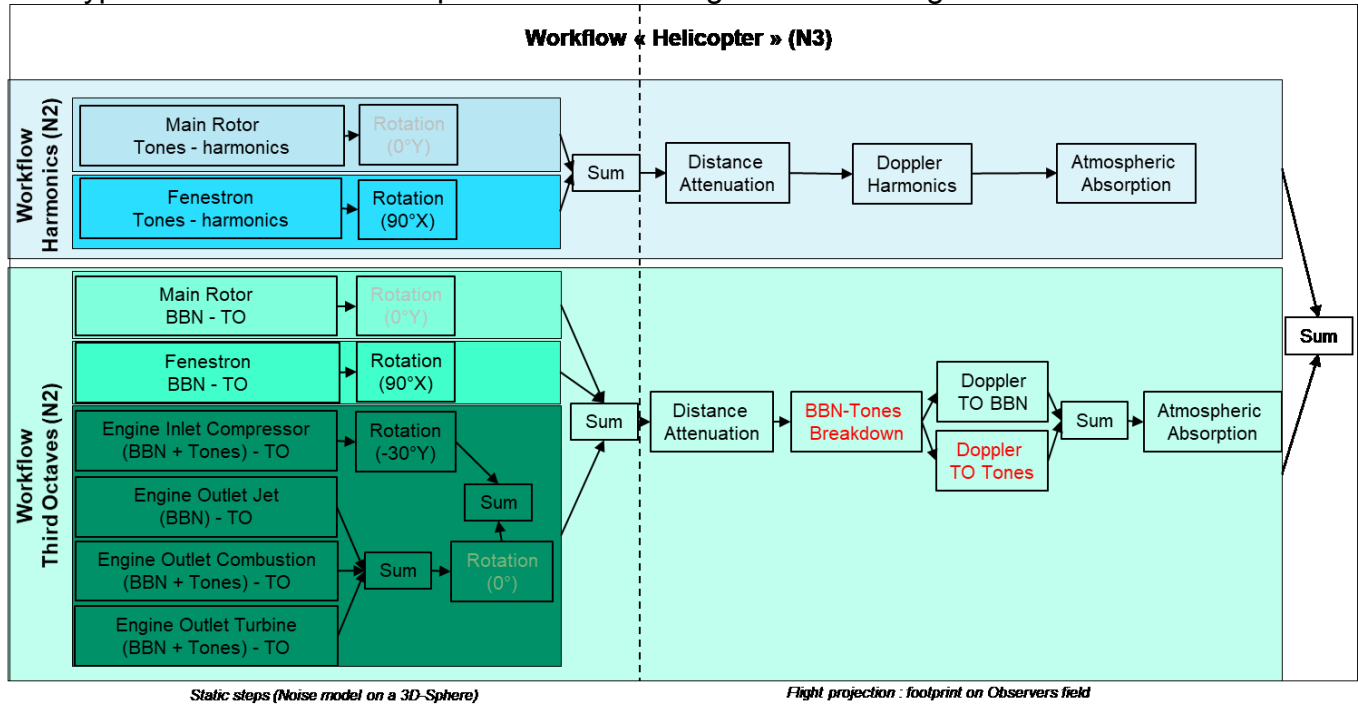 Workflow « Helicopter » (N3)
Workflow
Harmonics (N2)
Main Rotor
Tones - harmonics
Rotation
(0°Y)
Fenestron
Tones - harmonics
Rotation
(90°X)
Sum
Distance
Attenuation
Doppler
Harmonics
Atmospheric
Absorption
Workflow
Third Octaves (N2)
Main Rotor
BBN - TO
Rotation
(0°Y)
Fenestron
BBN - TO
Rotation
(90°X)
Engine Inlet Compressor
(BBN + Tones) - TO
Rotation
(-30°Y)
Engine Outlet Jet
(BBN) - TO
Engine Outlet Combustion
(BBN + Tones) - TO
Engine Outlet Turbine
(BBN + Tones) - TO
Sum
Rotation
(0°)
Sum
Sum
Distance
Attenuation
BBN-Tones
Breakdown
Doppler
TO BBN
Doppler
TO Tones
Sum
Atmospheric
Absorption
Sum
Static steps (Noise model on a 3D-Sphere)
Flight projection : footprint on Observers field